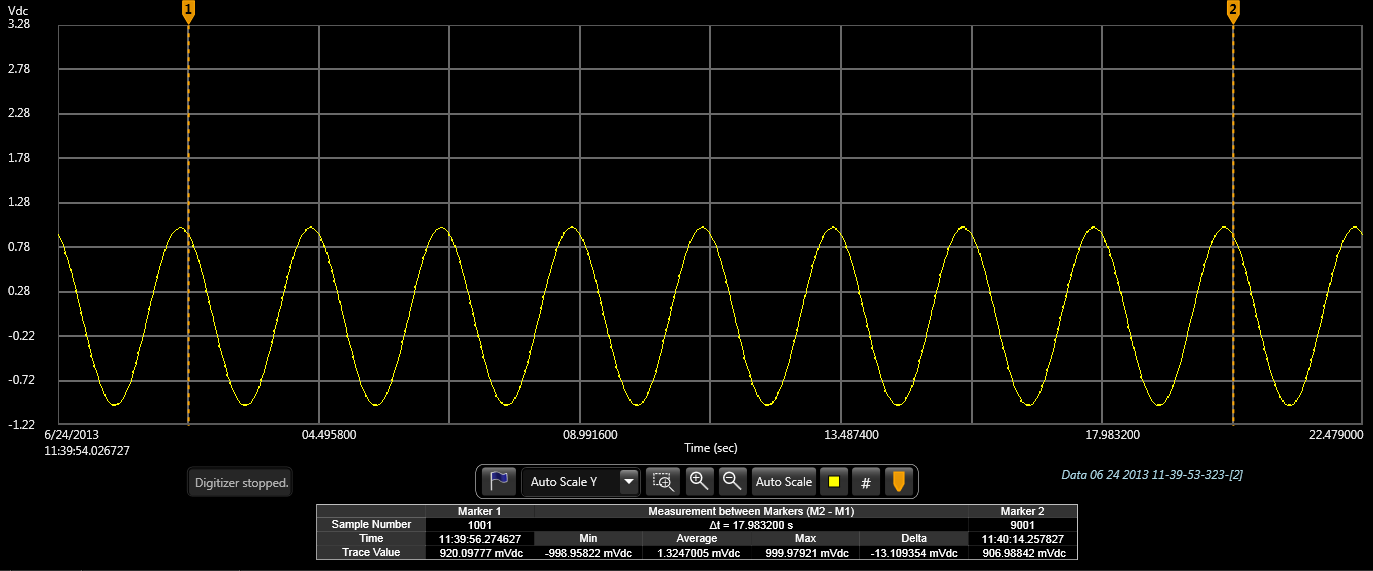 Vdc
1
2
3.28
2.78
2.28
1.78
1.28
0.78
0.28
-0.22
-0.72
-1.22
6/24/2013 04.495800 08.991600 13.487400 17.983200 22.479000
11:39:54.026727
Time (sec)
Digitizer stopped.
Auto Scale Y
Auto Scale
#
Data 06 24 2013 11-39-53-323-[2]
Marker 1 Measurement between Markers (M2 - M1) Marker 2
Sample Number 1001 Δt = 17.983200 s 9001
Time 11:39:56.274627 Min Average Max Delta 11:40:14.257827
Trace Value 920.09777 mVdc -998.95822 mVdc 1.3247005 mVdc 999.97921 mVdc -13.109354 mVdc 906.98842 mVdc